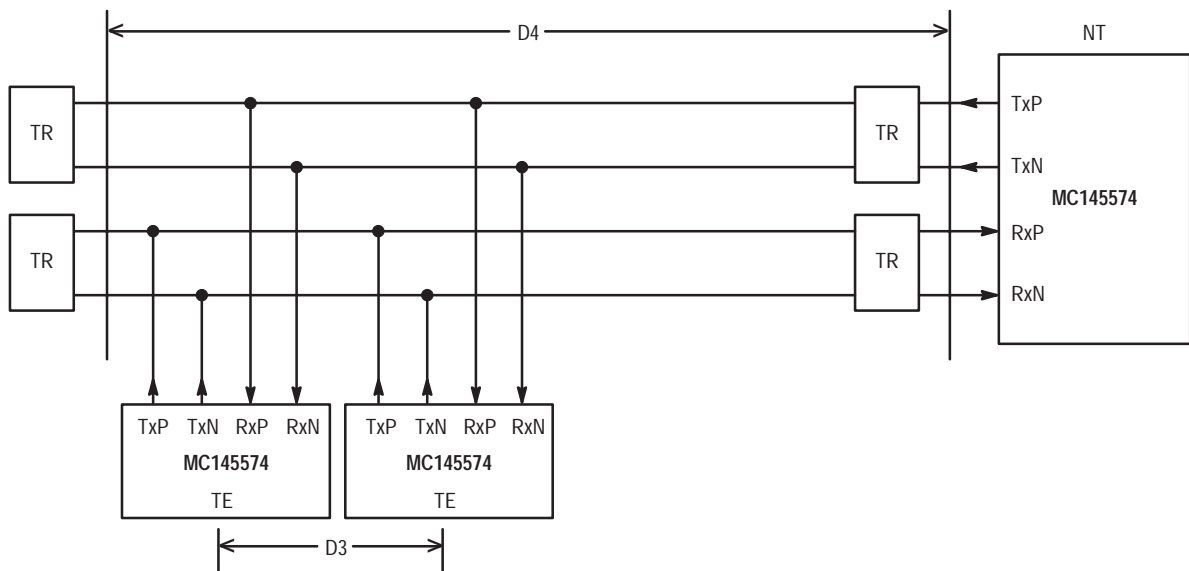 D4
NT
TR
TR
TxP
TxN
MC145574
TR
TR
RxP
RxN
TxP TxN RxP RxN
MC145574
TE
TxP TxN RxP RxN
MC145574
TE
D3